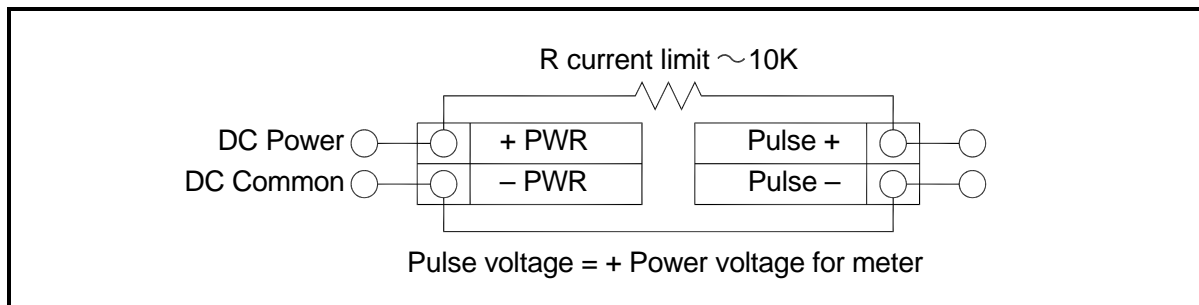 R current limit ～10K
DC Power
+ PWR
Pulse +
DC Common
– PWR
Pulse –
Pulse voltage = + Power voltage for meter